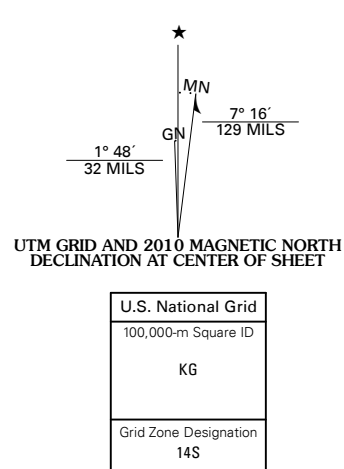 ★
MN
7° 16´
129 MILS
GN
1° 48´
32 MILS
UTM GRID AND 2010 MAGNETIC NORTH
DECLINATION AT CENTER OF SHEET
U.S. National Grid
100,000-m Square ID
KG
Grid Zone Designation
14S